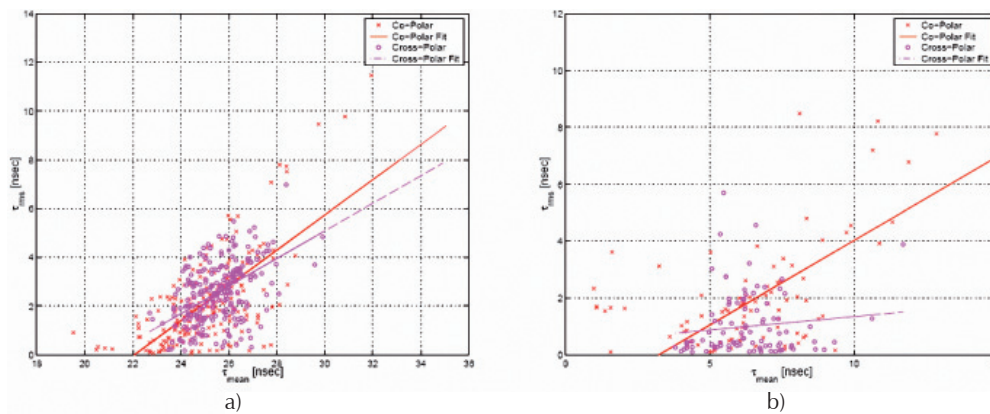 14
12
10
8
6
4
2
0
18
20
22
24
26
28
30
32
34
36
τrms [nsec]
τmean [nsec]
Co−Polar
Co−Polar Fit
Cross−Polar
Cross−Polar Fit
a)
12
10
8
6
4
2
0
0
5
10
τrms [nsec]
τmean [nsec]
Co−Polar
Co−Polar Fit
Cross−Polar
Cross−Polar Fit
b)